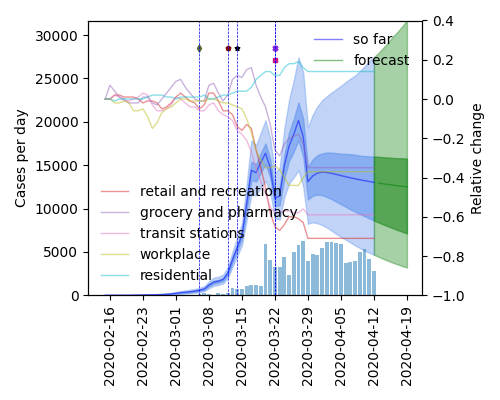 30000
25000
20000
15000
10000
5000
0
Cases per day
0.4
0.2
0.0
−0.2
−0.4
−0.6
−0.8
−1.0
Relative change
so far
forecast
retail and recreation
grocery and pharmacy
transit stations
workplace
residential
2020-02-16
2020-02-23
2020-03-01
2020-03-08
2020-03-15
2020-03-22
2020-03-29
2020-04-05
2020-04-12
2020-04-19